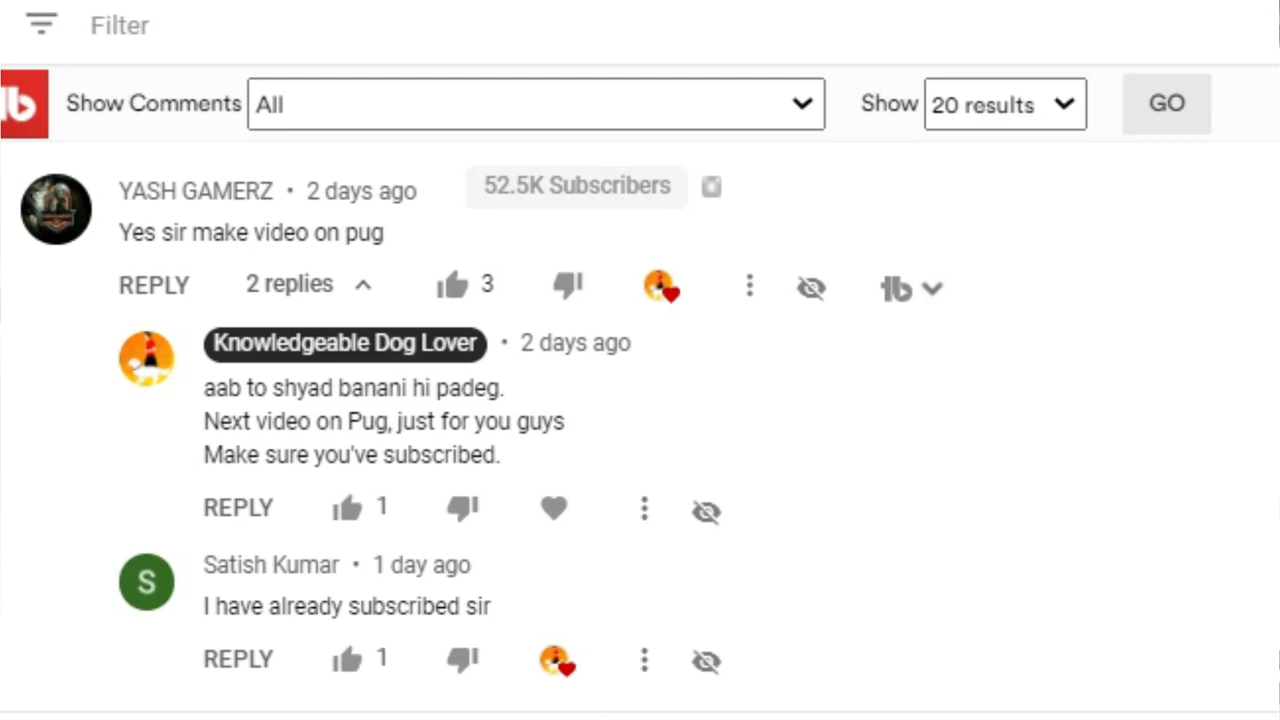 Filter
Show Comments All Show 20 results GO
YASH GAMERZ • 2 days ago 52.5K Subscribers
Yes sir make video on pug
REPLY 2 replies 3
Knowledgeable Dog Lover • 2 days ago
aab to shyad banani hi padeg.
Next video on Pug, just for you guys
Make sure you've subscribed.
REPLY 1
S Satish Kumar • 1 day ago
I have already subscribed sir
REPLY 1